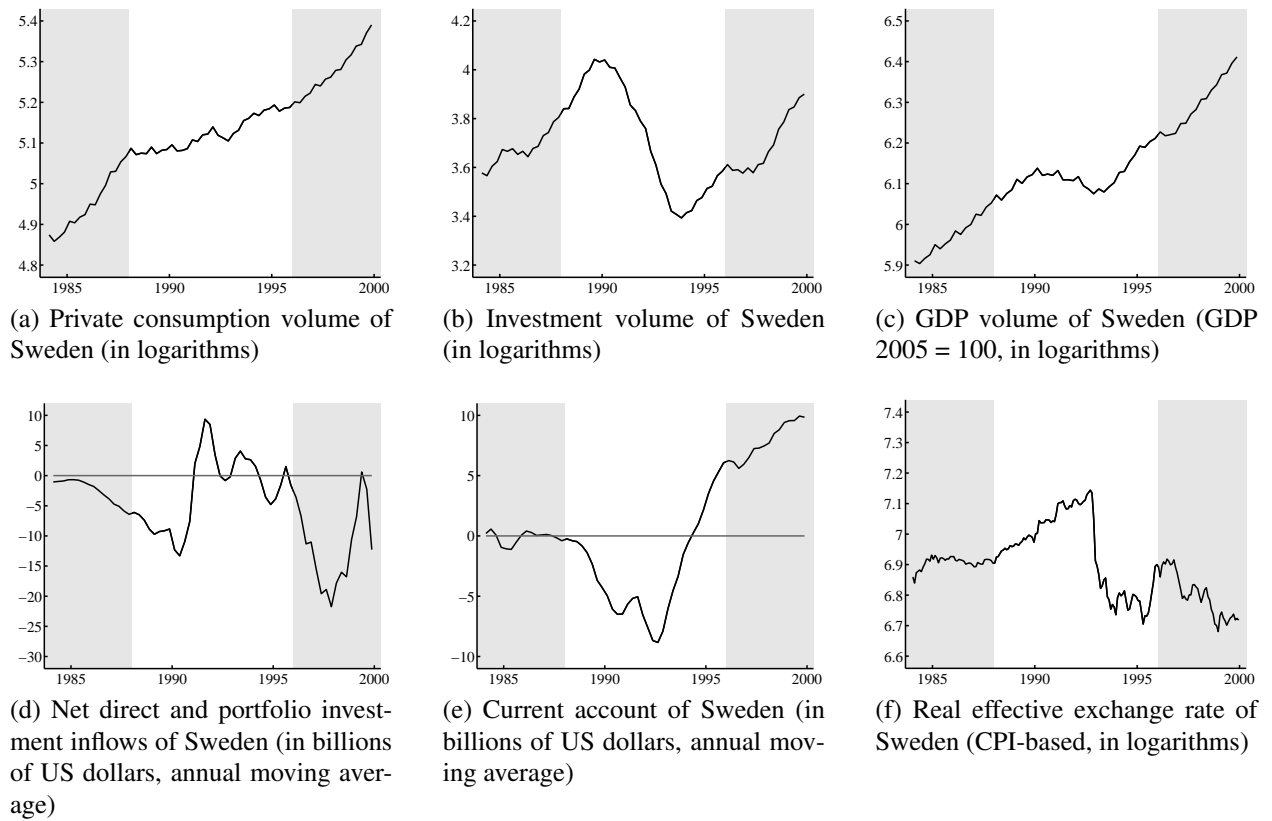 5.4
5.3
5.2
5.1
5
4.9
4.8
1985 1990 1995 2000
(a) Private consumption volume of
Sweden (in logarithms)
4.2
4
3.8
3.6
3.4
3.2
1985 1990 1995 2000
(b) Investment volume of Sweden
(in logarithms)
6.5
6.4
6.3
6.2
6.1
6
5.9
1985 1990 1995 2000
(c) GDP volume of Sweden (GDP
2005 = 100, in logarithms)
10
5
0
−5
−10
−15
−20
−25
−30
1985 1990 1995 2000
(d) Net direct and portfolio invest-
ment inflows of Sweden (in billions
of US dollars, annual moving aver-
age)
10
5
0
−5
−10
1985 1990 1995 2000
(e) Current account of Sweden (in
billions of US dollars, annual mov-
ing average)
7.4
7.3
7.2
7.1
7
6.9
6.8
6.7
6.6
1985 1990 1995 2000
(f) Real effective exchange rate of
Sweden (CPI-based, in logarithms)